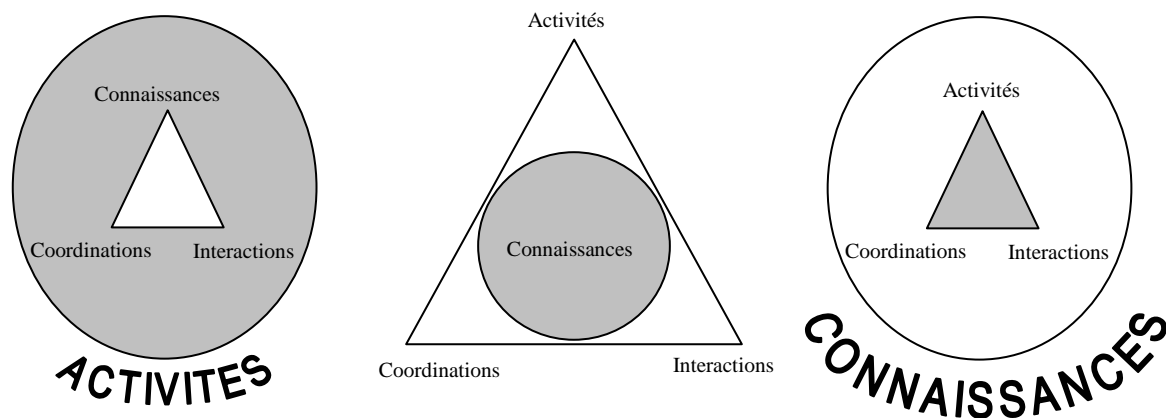 Connaissances
Coordinations
Interactions
ACTIVITES
Activités
Connaissances
Coordinations
Interactions
Activités
Coordinations
Interactions
CONNAISSANCES